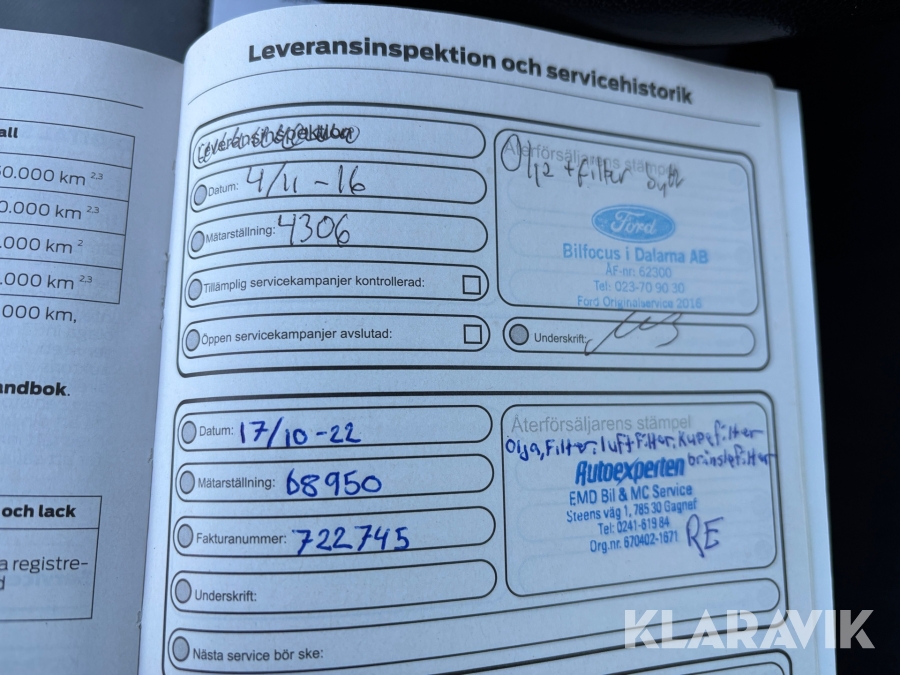 all
0.000 km 2,3
0.000 km 2,3
.000 km 2
.000 km 2,3
000 km,
andbok.
och lack
a registre-
d
Leveransinspektion och servicehistorik
Leveransinspektion
Datum: 4/11-16
Mätarställning: 4306
Tillämplig servicekampanjer kontrollerad:
Öppen servicekampanjer avslutad:
Återförsäljarens stämpel
Olja + filter bytt
Ford
Bilfocus i Dalarna AB
ÅF-nr: 62300
Tel: 023-70 90 30
Ford Originalservice 2016
Underskrift:
Datum: 17/10-22
Mätarställning: 68950
Fakturanummer: 722745
Underskrift:
Nästa service bör ske:
Återförsäljarens stämpel
Olja, Filter, luftfilter, Kupefilter
bränslefilter
Autoexperten
EMD Bil & MC Service
Steens väg 1, 785 30 Gagnef
Tel: 0241-619 84
Org.nr. 670402-1671
RE
KLARAVIK